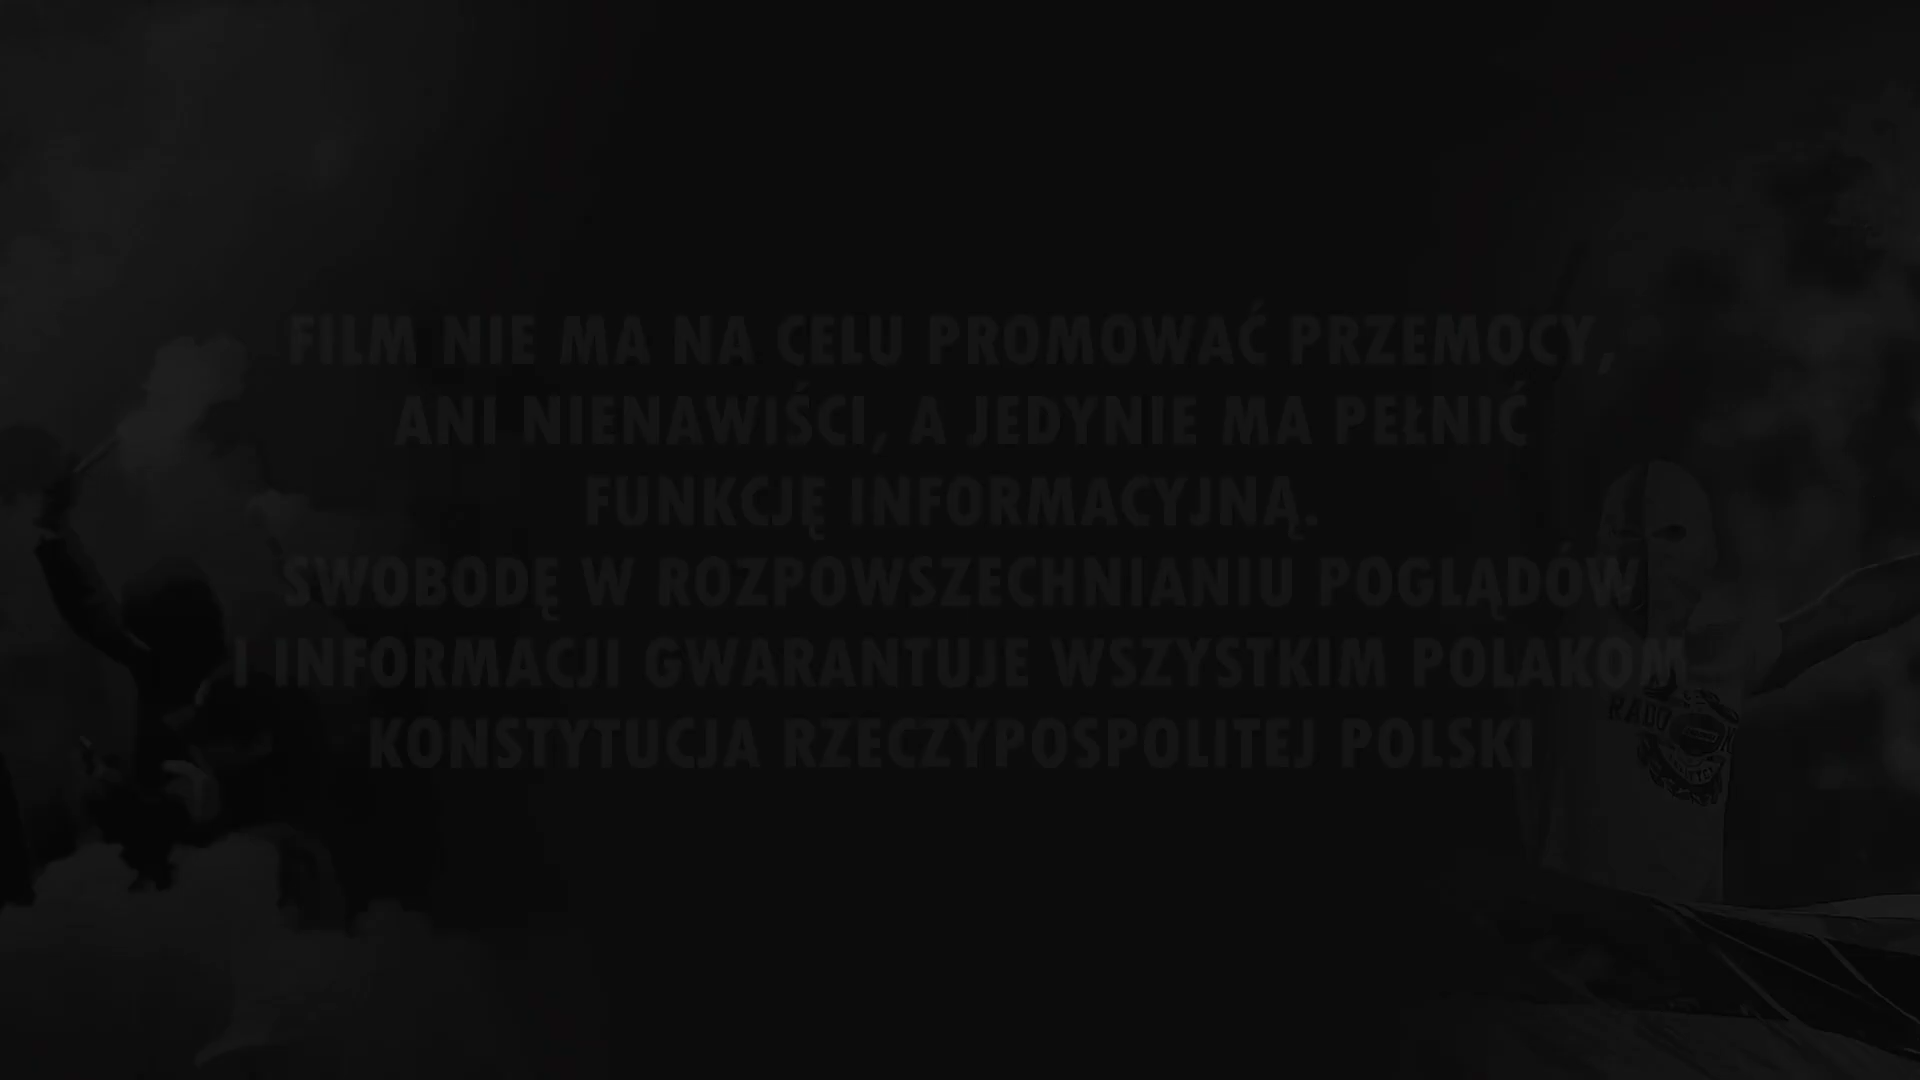 FILM NIE MA NA CELU PROMOWAĆ PRZEMOCY,
ANI NIENAWIŚCI, A JEDYNIE MA PEŁNIĆ
FUNKCJĘ INFORMACYJNĄ.
SWOBODĘ W ROZPOWSZECHNIANIU POGLĄDÓW
I INFORMACJI GWARANTUJE WSZYSTKIM POLAKOM
KONSTYTUCJA RZECZYPOSPOLITEJ POLSKI